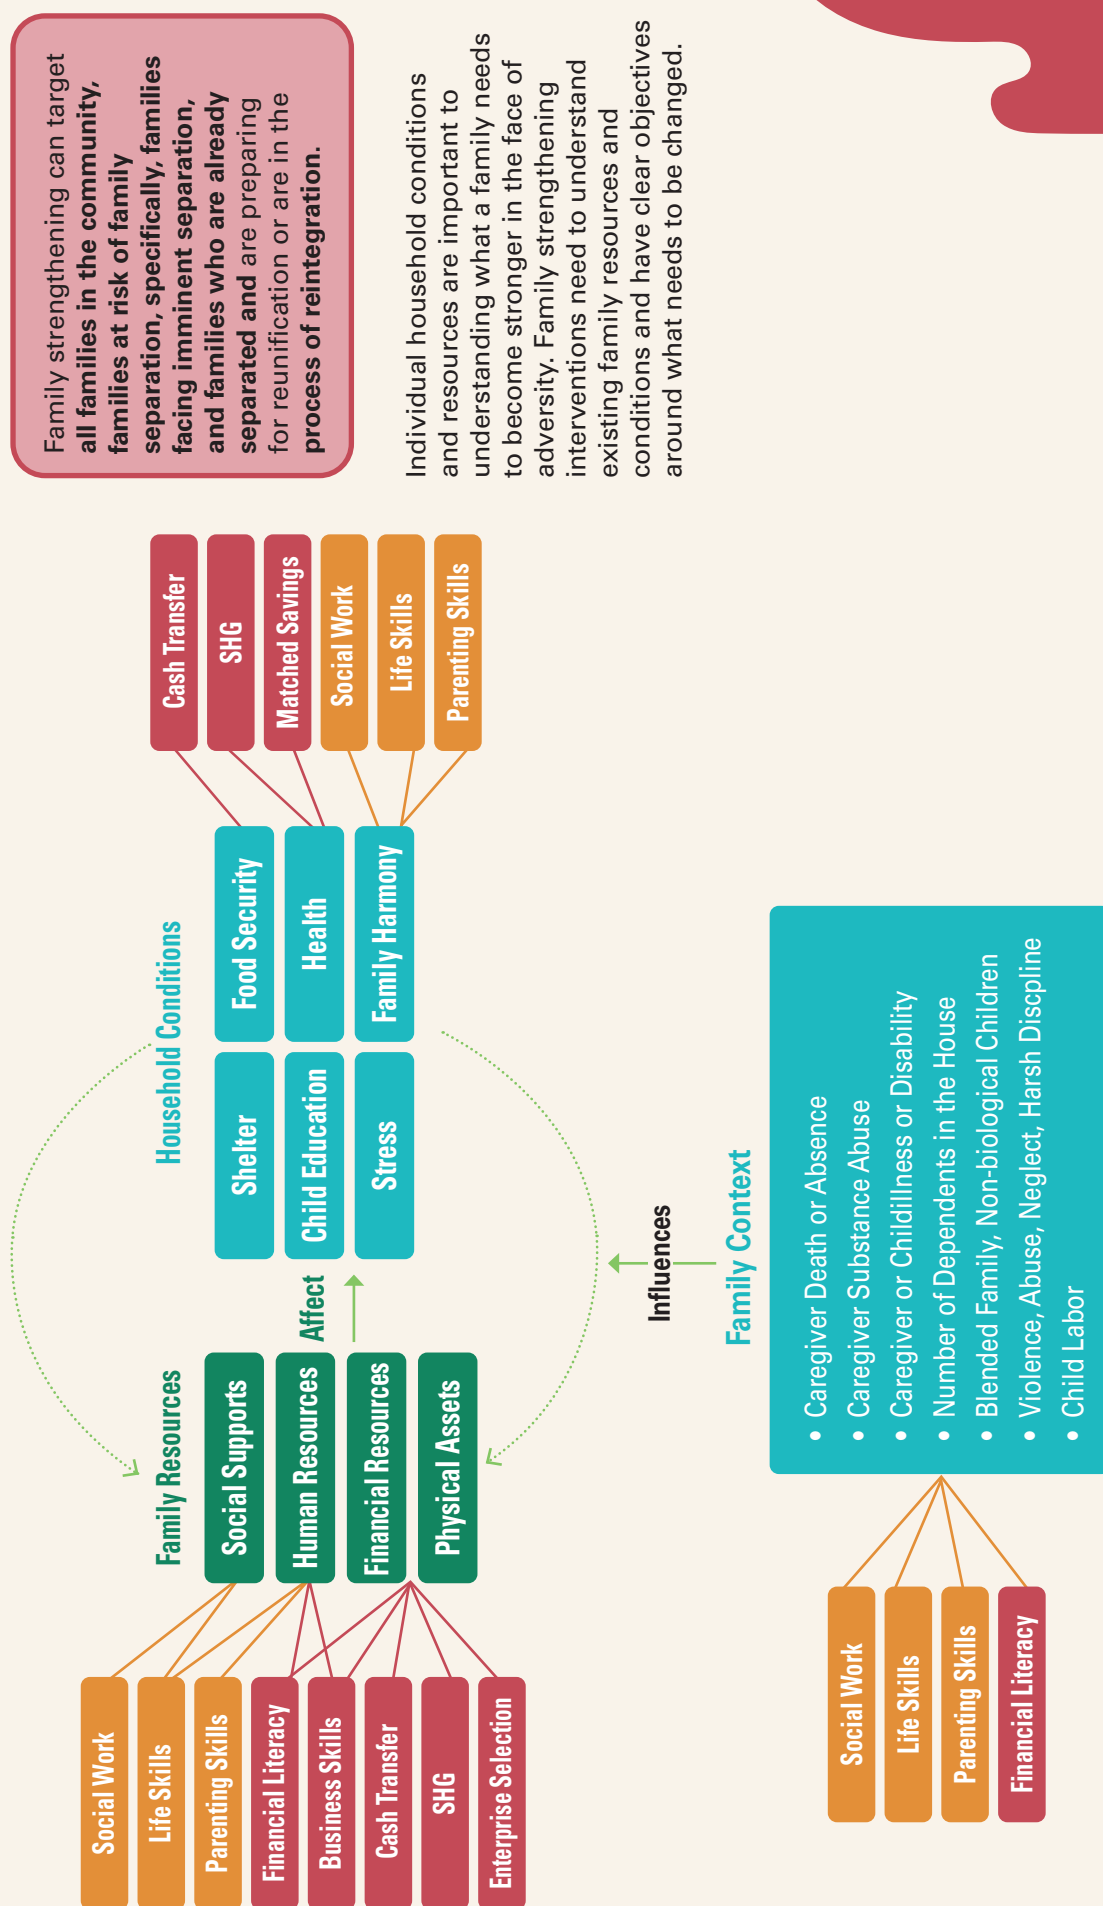 Social Work
Life Skills
Parenting Skills
Financial Literacy
Business Skills
Cash Transfer
SHG
Enterprise Selection
Family Resources
Social Supports
Human Resources
Financial Resources
Physical Assets
Affect
Household Conditions
Shelter
Food Security
Child Education
Health
Stress
Family Harmony
Cash Transfer
SHG
Matched Savings
Social Work
Life Skills
Parenting Skills
Influences
Family Context
• Caregiver Death or Absence
• Caregiver Substance Abuse
• Caregiver or Childillness or Disability
• Number of Dependents in the House
• Blended Family, Non-biological Children
• Violence, Abuse, Neglect, Harsh Discpline
• Child Labor
Social Work
Life Skills
Parenting Skills
Financial Literacy
Family strengthening can target
all families in the community,
families at risk of family
separation, specifically, families
facing imminent separation,
and families who are already
separated and are preparing
for reunification or are in the
process of reintegration.
Individual household conditions
and resources are important to
understanding what a family needs
to become stronger in the face of
adversity. Family strengthening
interventions need to understand
existing family resources and
conditions and have clear objectives
around what needs to be changed.